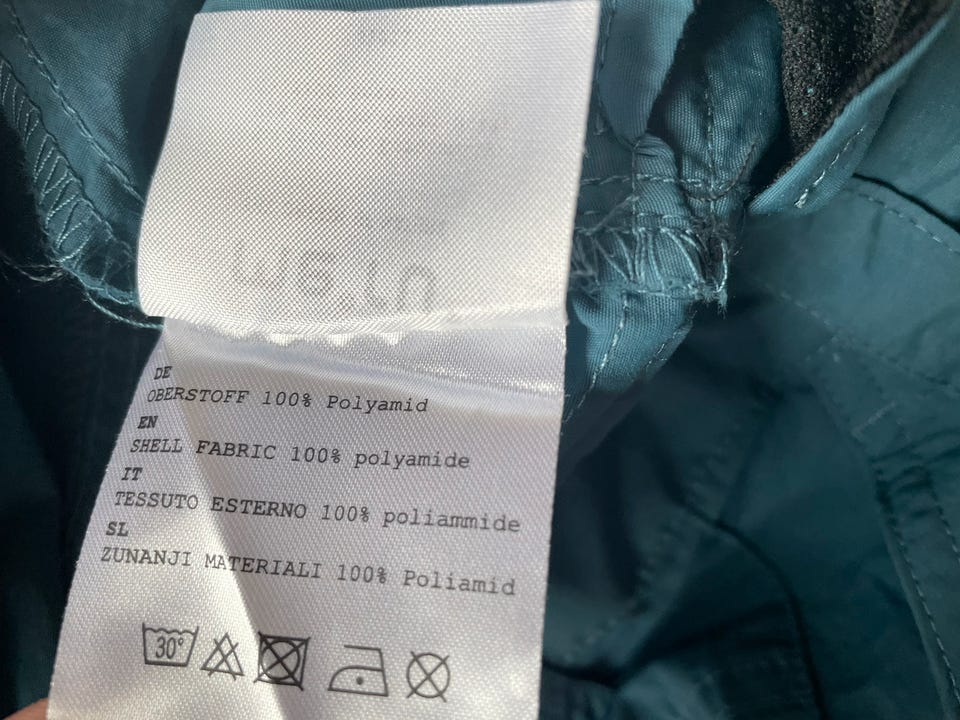 DE
OBERSTOFF 100% Polyamid
EN
SHELL FABRIC 100% polyamide
IT
TESSUTO ESTERNO 100% poliammide
SL
ZUNANJI MATERIALI 100% Poliamid
30°